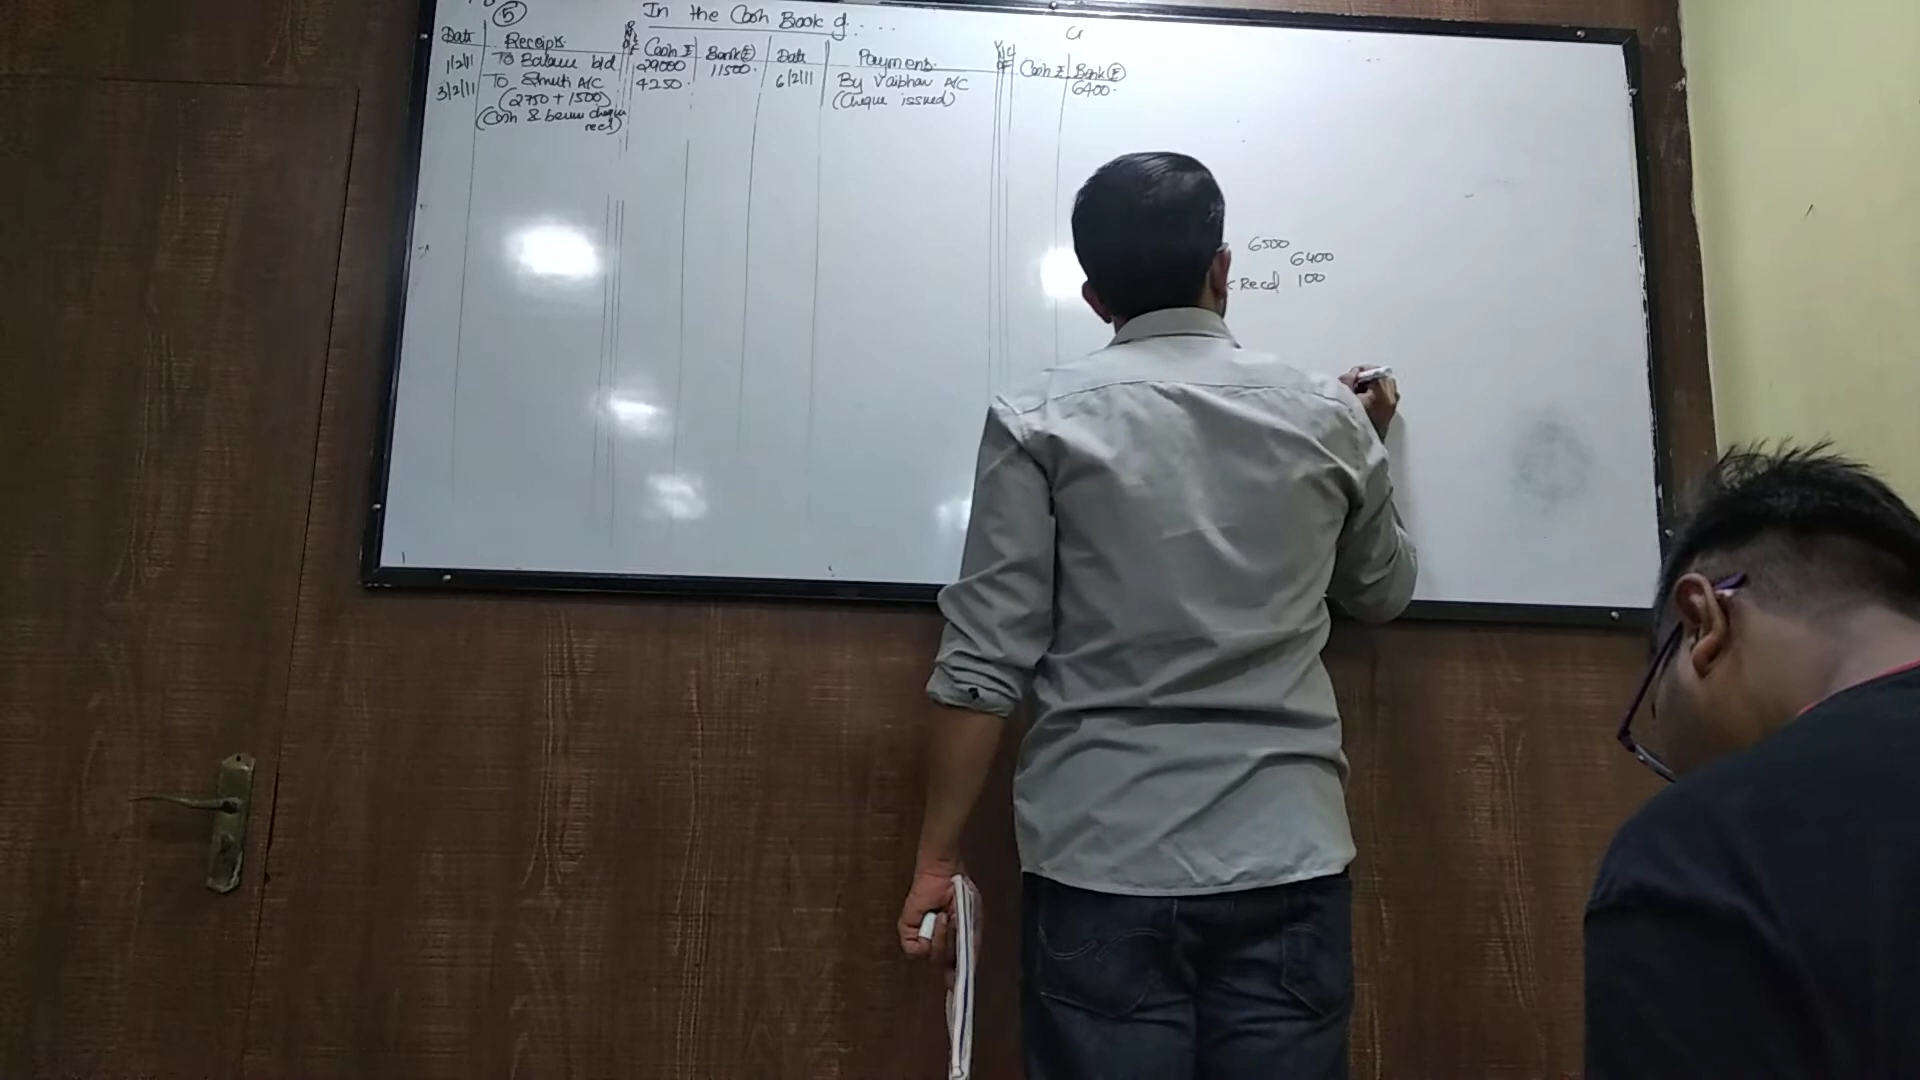 5
In the Cash Book of ....
Cr
Date Receipts Cash ₹ Bank(₹) Date Payments Cash ₹ Bank(₹)
1/2/11 To Balance b/d 29000 11500.
3/2/11 To Smuti A/C 4250. 6/2/11 By Vaibhav A/C 6400.
(2750 + 1500) (Cheque issued)
(Cash & bearer cheque
recd)
6500
6400
Recd 100